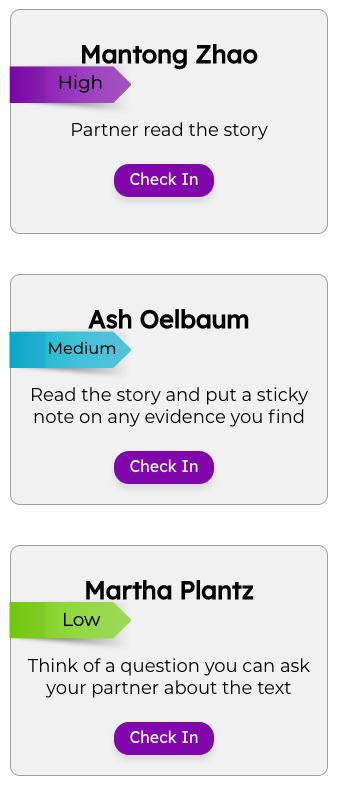 Mantong Zhao
High
Partner read the story
Check In
Ash Oelbaum
Medium
Read the story and put a sticky
note on any evidence you find
Check In
Martha Plantz
Low
Think of a question you can ask
your partner about the text
Check In